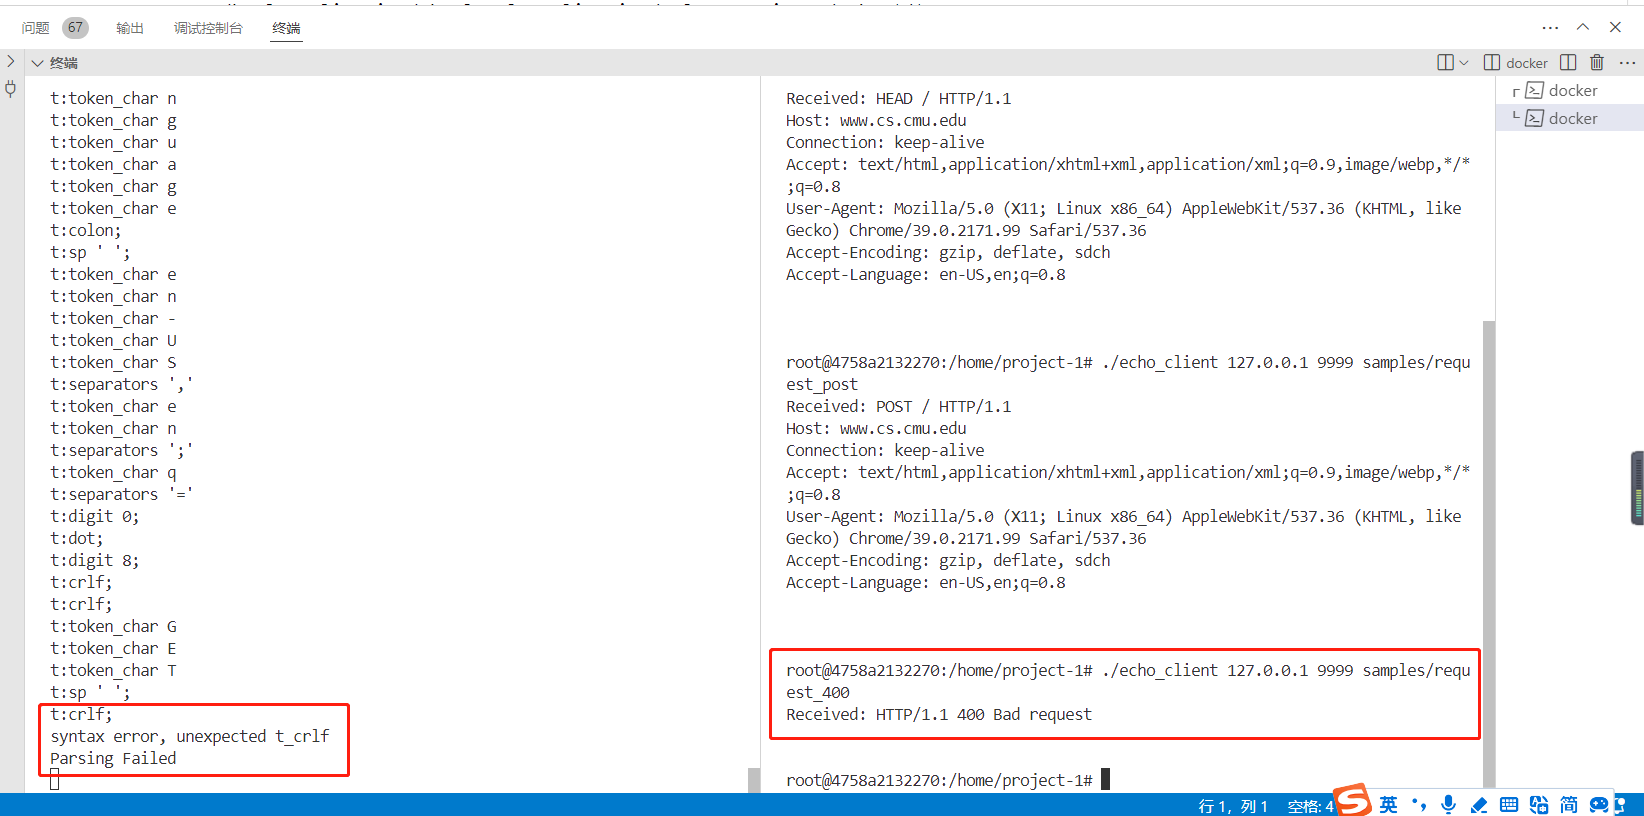 问题 67 输出 调试控制台 终端
终端
docker
docker
docker
t:token_char n
t:token_char g
t:token_char u
t:token_char a
t:token_char g
t:token_char e
t:colon;
t:sp ' ';
t:token_char e
t:token_char n
t:token_char -
t:token_char U
t:token_char S
t:separators ','
t:token_char e
t:token_char n
t:separators ';'
t:token_char q
t:separators '='
t:digit 0;
t:dot;
t:digit 8;
t:crlf;
t:crlf;
t:token_char G
t:token_char E
t:token_char T
t:sp ' ';
t:crlf;
syntax error, unexpected t_crlf
Parsing Failed
Received: HEAD / HTTP/1.1
Host: www.cs.cmu.edu
Connection: keep-alive
Accept: text/html,application/xhtml+xml,application/xml;q=0.9,image/webp,*/*
;q=0.8
User-Agent: Mozilla/5.0 (X11; Linux x86_64) AppleWebKit/537.36 (KHTML, like
Gecko) Chrome/39.0.2171.99 Safari/537.36
Accept-Encoding: gzip, deflate, sdch
Accept-Language: en-US,en;q=0.8
root@4758a2132270:/home/project-1# ./echo_client 127.0.0.1 9999 samples/requ
est_post
Received: POST / HTTP/1.1
Host: www.cs.cmu.edu
Connection: keep-alive
Accept: text/html,application/xhtml+xml,application/xml;q=0.9,image/webp,*/*
;q=0.8
User-Agent: Mozilla/5.0 (X11; Linux x86_64) AppleWebKit/537.36 (KHTML, like
Gecko) Chrome/39.0.2171.99 Safari/537.36
Accept-Encoding: gzip, deflate, sdch
Accept-Language: en-US,en;q=0.8
root@4758a2132270:/home/project-1# ./echo_client 127.0.0.1 9999 samples/requ
est_400
Received: HTTP/1.1 400 Bad request
root@4758a2132270:/home/project-1#
行 1，列 1 空格: 4 英 简